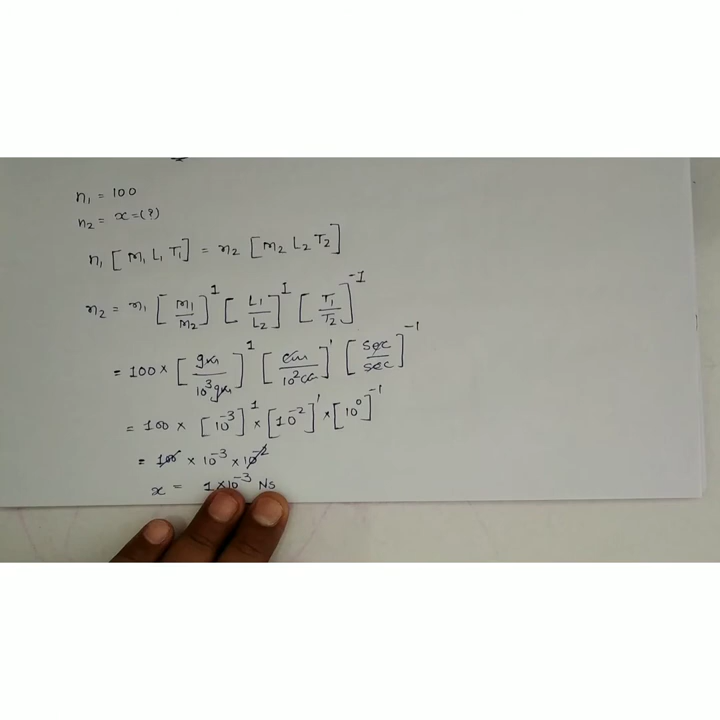 n₁ = 100
n₂ = x = (?)
n₁ [M₁ L₁ T₁] = n₂ [M₂ L₂ T₂]
n₂ = n₁ [M₁/M₂]¹ [L₁/L₂]¹ [T₁/T₂]⁻¹
= 100 × [gm/10³gm]¹ [cm/10²cm]¹ [sec/sec]⁻¹
= 100 × [10⁻³]¹ × [10⁻²]¹ × [10⁰]⁻¹
= 100 × 10⁻³ × 10⁻²
x = 1×10⁻³ Ns